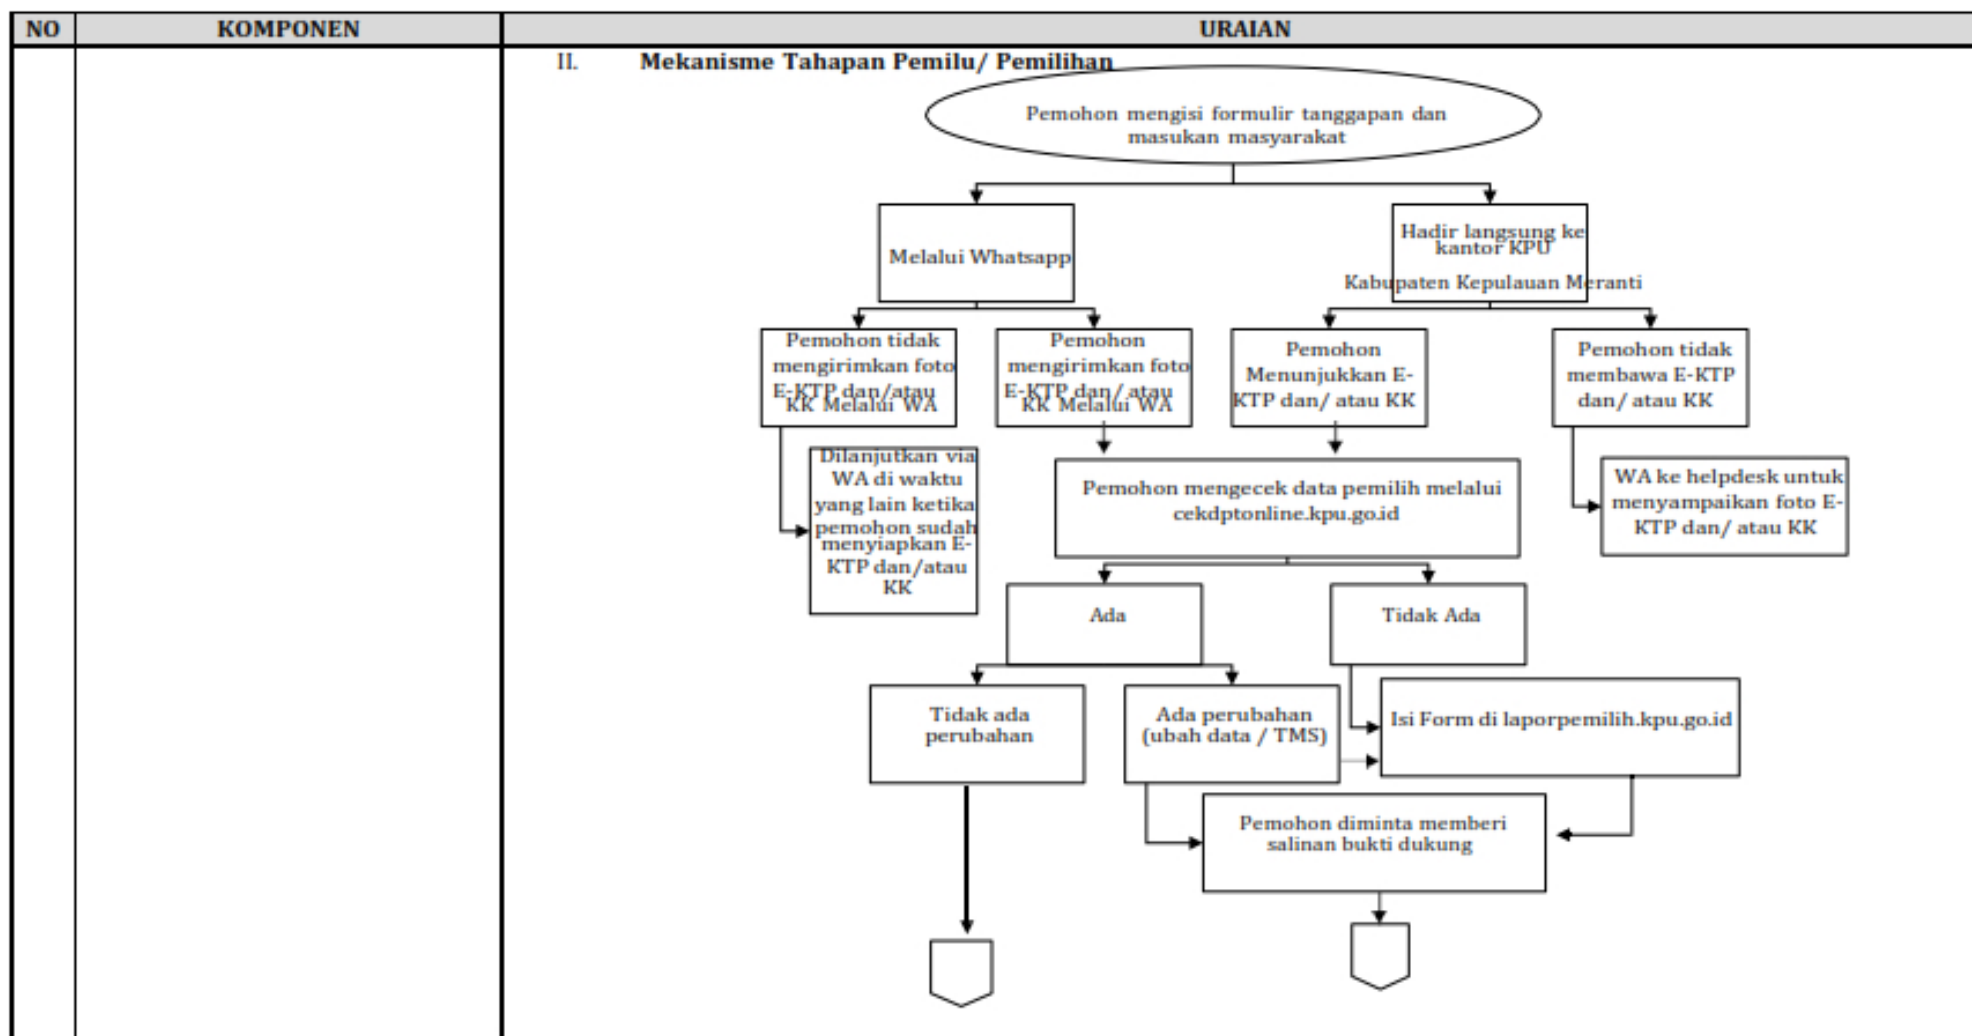 NO KOMPONEN URAIAN
II. Mekanisme Tahapan Pemilu/ Pemilihan
Pemohon mengisi formulir tanggapan dan
masukan masyarakat
Melalui Whatsapp
Hadir langsung ke
kantor KPU
Kabupaten Kepulauan Meranti
Pemohon tidak
mengirimkan foto
E-KTP dan/atau
KK Melalui WA
Pemohon
mengirimkan foto
E-KTP dan/ atau
KK Melalui WA
Pemohon
Menunjukkan E-
KTP dan/ atau KK
Pemohon tidak
membawa E-KTP
dan/ atau KK
Dilanjutkan via
WA di waktu
yang lain ketika
pemohon sudah
menyiapkan E-
KTP dan/atau
KK
Pemohon mengecek data pemilih melalui
cekdptonline.kpu.go.id
WA ke helpdesk untuk
menyampaikan foto E-
KTP dan/ atau KK
Ada
Tidak Ada
Tidak ada
perubahan
Ada perubahan
(ubah data / TMS)
Isi Form di laporpemilih.kpu.go.id
Pemohon diminta memberi
salinan bukti dukung